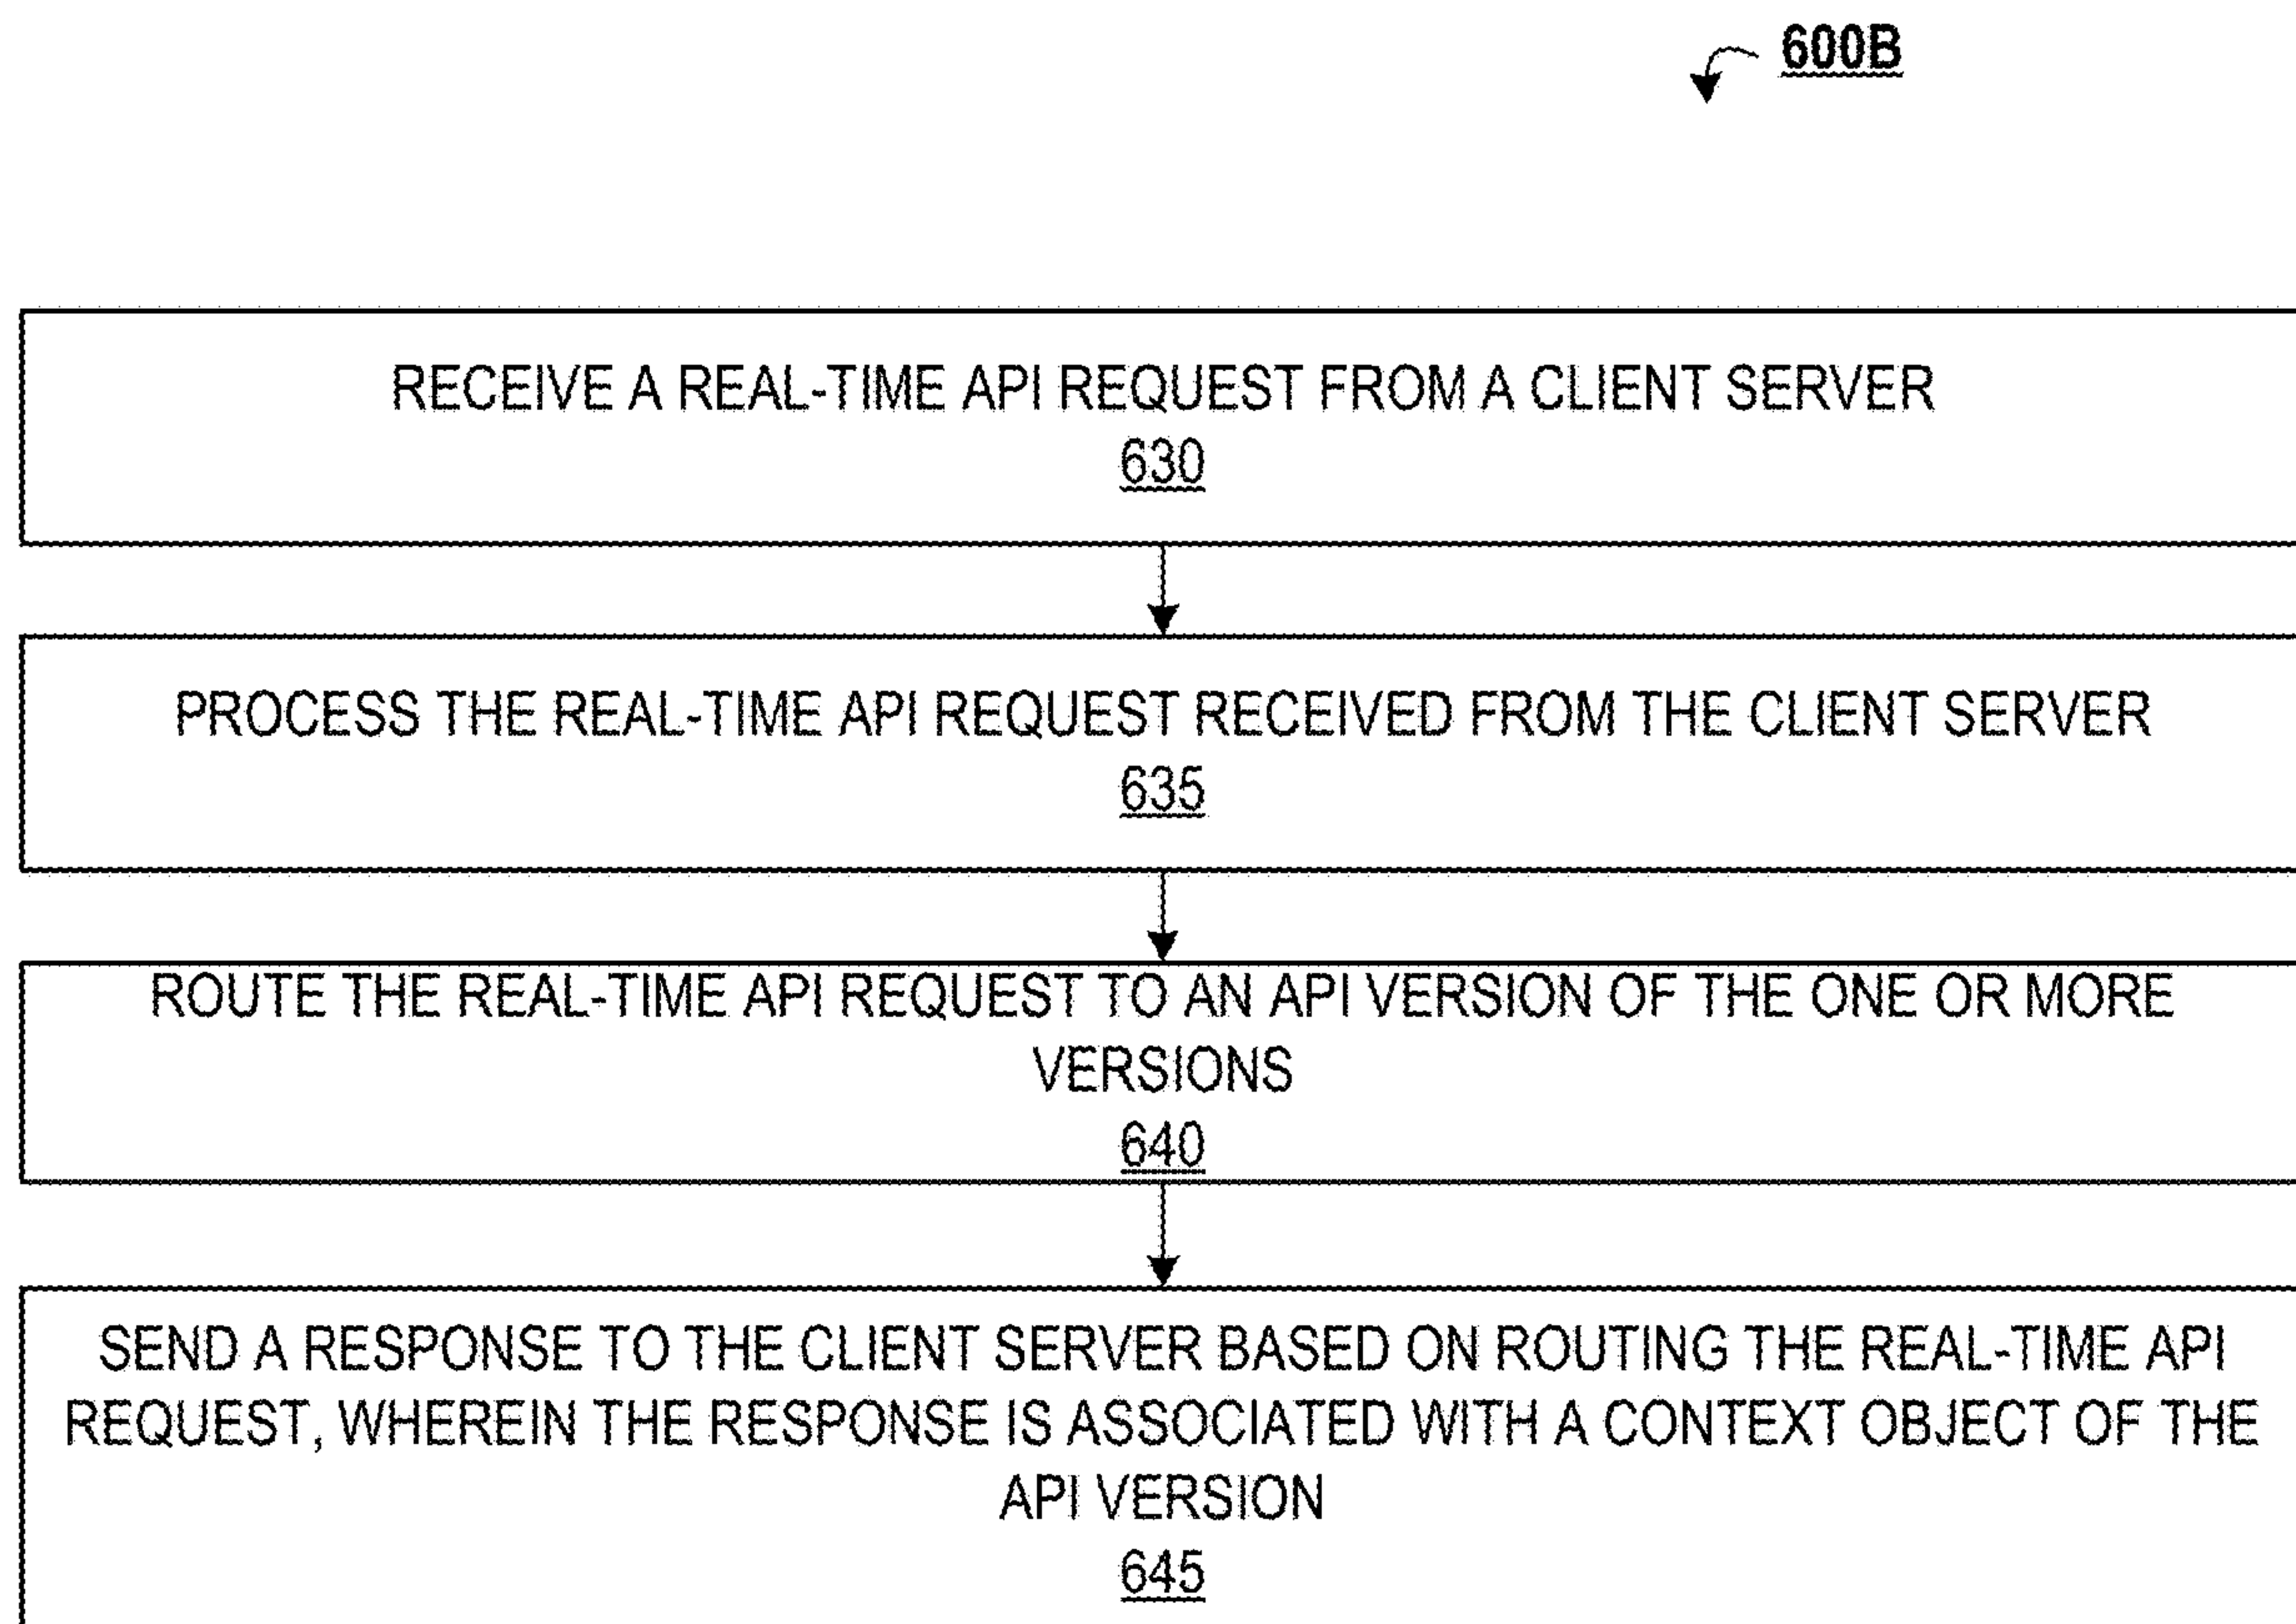 600B
RECEIVE A REAL-TIME API REQUEST FROM A CLIENT SERVER
630
PROCESS THE REAL-TIME API REQUEST RECEIVED FROM THE CLIENT SERVER
635
ROUTE THE REAL-TIME API REQUEST TO AN API VERSION OF THE ONE OR MORE
VERSIONS
640
SEND A RESPONSE TO THE CLIENT SERVER BASED ON ROUTING THE REAL-TIME API
REQUEST, WHEREIN THE RESPONSE IS ASSOCIATED WITH A CONTEXT OBJECT OF THE
API VERSION
645